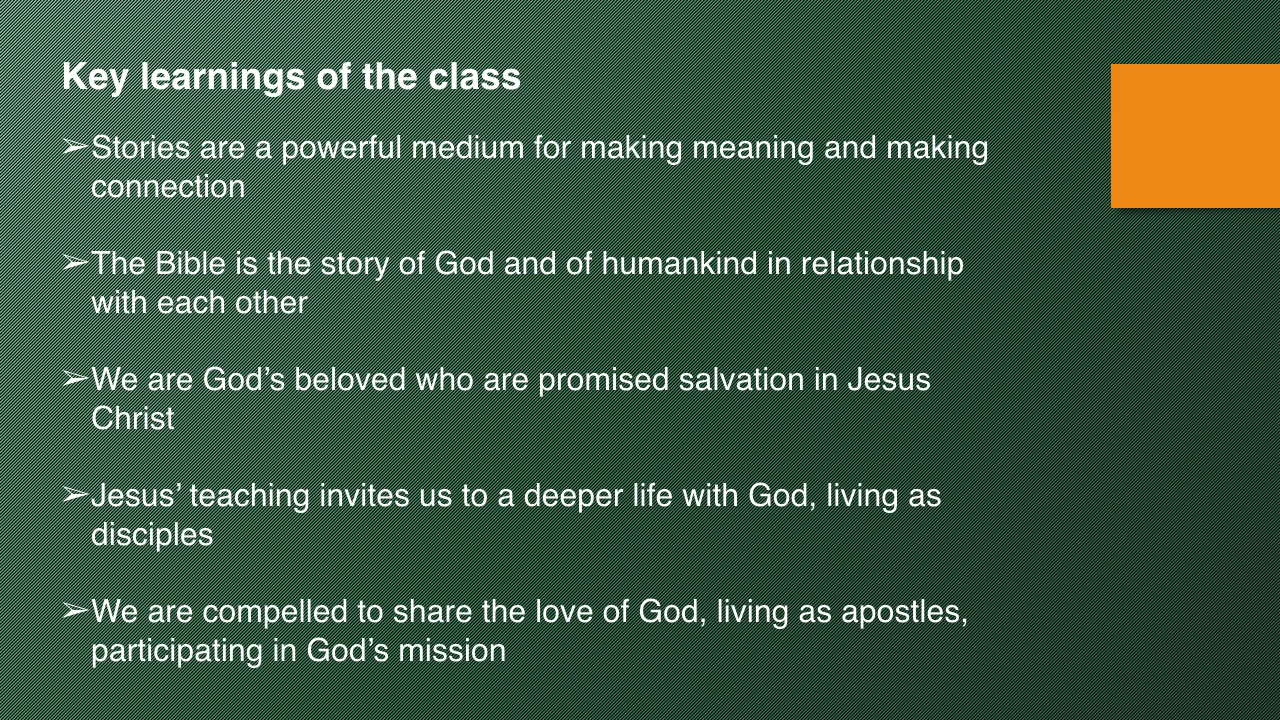 Key learnings of the class
➢Stories are a powerful medium for making meaning and making
connection
➢The Bible is the story of God and of humankind in relationship
with each other
➢We are God’s beloved who are promised salvation in Jesus
Christ
➢Jesus’ teaching invites us to a deeper life with God, living as
disciples
➢We are compelled to share the love of God, living as apostles,
participating in God’s mission